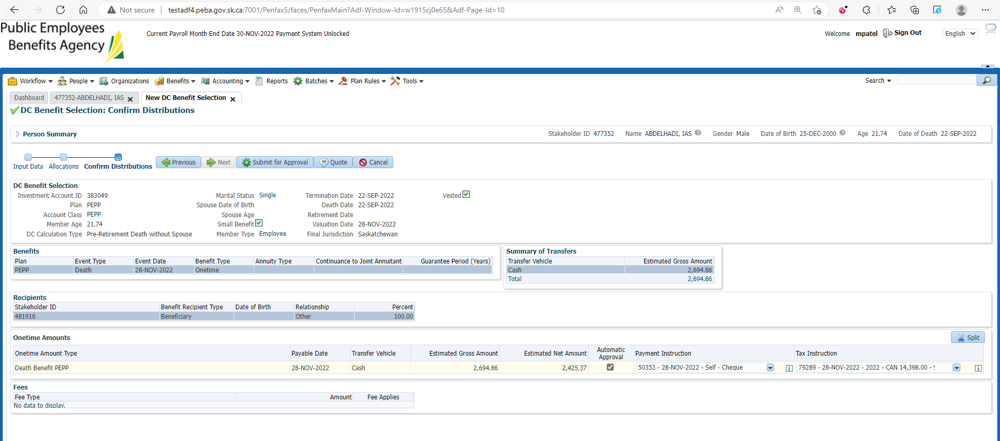 Not secure
testadf4.peba.gov.sk.ca:7001/Penfax5/faces/PenfaxMain?Adf-Window-Id=w1915cj0e65&Adf-Page-Id=10
Public Employees
Benefits Agency
Current Payroll Month End Date 30-NOV-2022 Payment System Unlocked
Welcome mpatel Sign Out English
Workflow People Organizations Benefits Accounting Reports Batches Plan Rules Tools Search
Dashboard 477352-ABDELHADI, IAS New DC Benefit Selection
DC Benefit Selection: Confirm Distributions
Person Summary Stakeholder ID 477352 Name ABDELHADI, IAS Gender Male Date of Birth 25-DEC-2000 Age 21.74 Date of Death 22-SEP-2022
Input Data Allocations Confirm Distributions Previous Next Submit for Approval Quote Cancel
DC Benefit Selection
Investment Account ID 383049 Marital Status Single Termination Date 22-SEP-2022 Vested
Plan PEPP Spouse Date of Birth Death Date 22-SEP-2022
Account Class PEPP Spouse Age Retirement Date
Member Age 21.74 Small Benefit Valuation Date 28-NOV-2022
DC Calculation Type Pre-Retirement Death without Spouse Member Type Employee Final Jurisdiction Saskatchewan
Benefits
Plan Event Type Event Date Benefit Type Annuity Type Continuance to Joint Annuitant Guarantee Period (Years)
PEPP Death 28-NOV-2022 Onetime
Summary of Transfers
Transfer Vehicle Estimated Gross Amount
Cash 2,694.86
Total 2,694.86
Recipients
Stakeholder ID Benefit Recipient Type Date of Birth Relationship Percent
481916 Beneficiary Other 100.00
Onetime Amounts Split
Onetime Amount Type Payable Date Transfer Vehicle Estimated Gross Amount Estimated Net Amount Automatic Approval Payment Instruction Tax Instruction
Death Benefit PEPP 28-NOV-2022 Cash 2,694.86 2,425.37 50353 - 28-NOV-2022 - Self - Cheque 79289 - 28-NOV-2022 - 2022 - CAN 14,398.00 -
Fees
Fee Type Amount Fee Applies
No data to display.